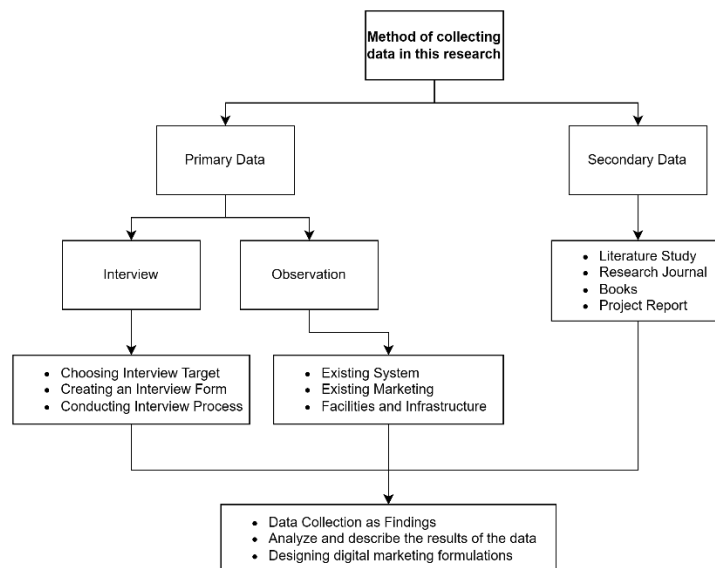 Method of collecting
data in this research
Primary Data
Secondary Data
Interview
Observation
• Literature Study
• Research Journal
• Books
• Project Report
• Choosing Interview Target
• Creating an Interview Form
• Conducting Interview Process
• Existing System
• Existing Marketing
• Facilities and Infrastructure
• Data Collection as Findings
• Analyze and describe the results of the data
• Designing digital marketing formulations